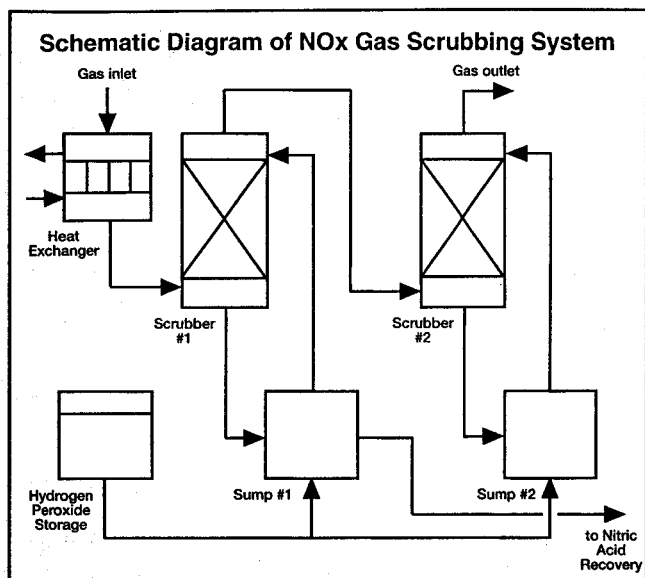 Schematic Diagram of NOx Gas Scrubbing System
Gas inlet
Gas outlet
Heat
Exchanger
Scrubber
#1
Scrubber
#2
Hydrogen
Peroxide
Storage
Sump #1
Sump #2
to Nitric
Acid
Recovery